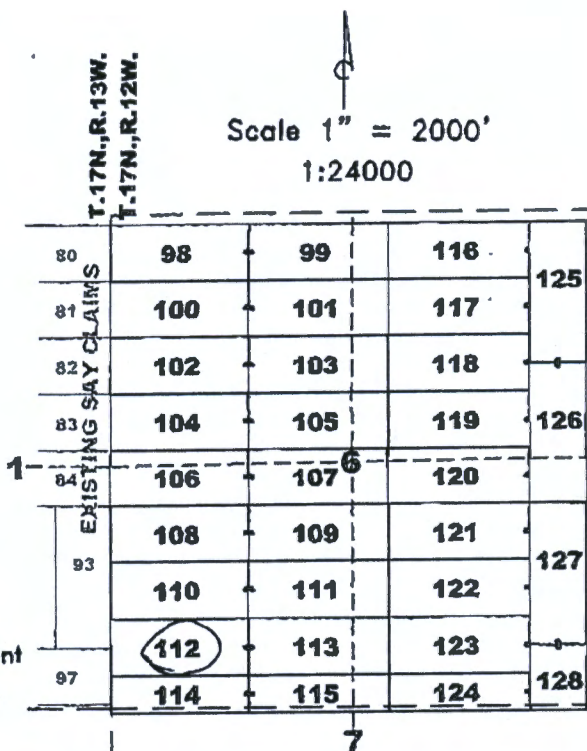 T.17N.,R.13W.
T.17N.,R.12W.
Scale 1" = 2000'
1:24000
80 98 99 116 125
81 100 101 117
82 102 103 118
83 104 105 119 126
1 84 106 107 6 120
EXISTING SAY CLAIMS
108 109 121 127
93
110 111 122
112 113 123
nt
97 114 115 124 128
7